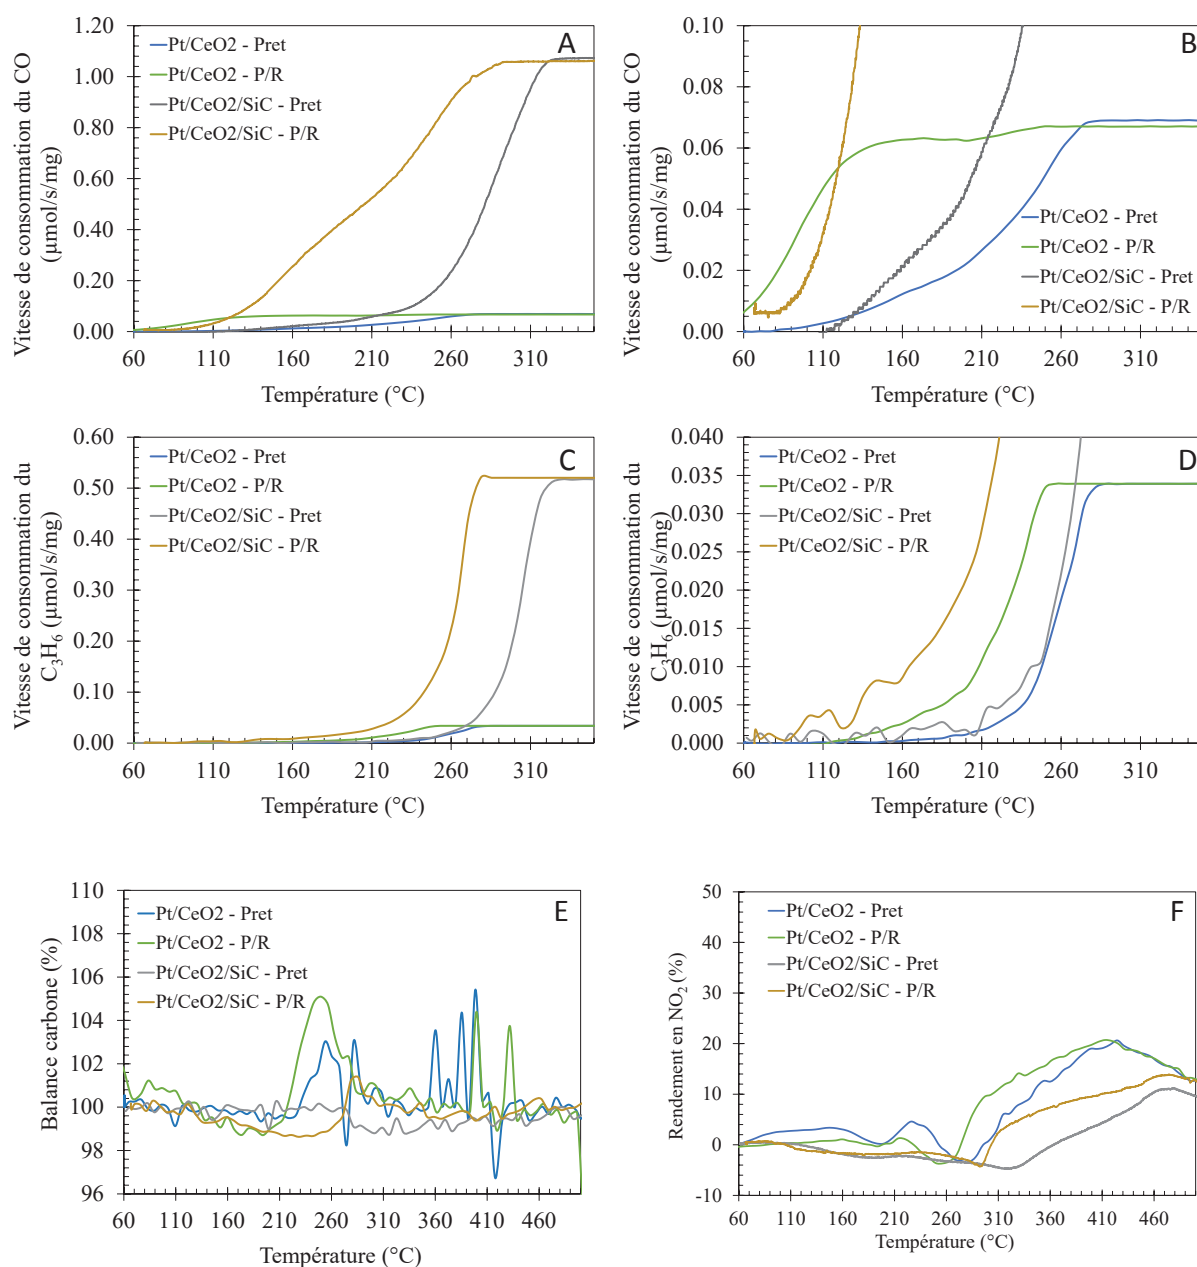 A
Vitesse de consommation du CO
(µmol/s/mg)
1.20
1.00
0.80
0.60
0.40
0.20
0.00
Pt/CeO2 - Pret
Pt/CeO2 - P/R
Pt/CeO2/SiC - Pret
Pt/CeO2/SiC - P/R
60 110 160 210 260 310
Température (°C)
B
Vitesse de consommation du CO
(µmol/s/mg)
0.10
0.08
0.06
0.04
0.02
0.00
Pt/CeO2 - Pret
Pt/CeO2 - P/R
Pt/CeO2/SiC - Pret
Pt/CeO2/SiC - P/R
60 110 160 210 260 310
Température (°C)
C
Vitesse de consommation du
C₃H₆ (µmol/s/mg)
0.60
0.50
0.40
0.30
0.20
0.10
0.00
Pt/CeO2 - Pret
Pt/CeO2 - P/R
Pt/CeO2/SiC - Pret
Pt/CeO2/SiC - P/R
60 110 160 210 260 310
Température (°C)
D
Vitesse de consommation du
C₃H₆ (µmol/s/mg)
0.040
0.035
0.030
0.025
0.020
0.015
0.010
0.005
0.000
Pt/CeO2 - Pret
Pt/CeO2 - P/R
Pt/CeO2/SiC - Pret
Pt/CeO2/SiC - P/R
60 110 160 210 260 310
Température (°C)
E
Balance carbone (%)
110
108
106
104
102
100
98
96
Pt/CeO2 - Pret
Pt/CeO2 - P/R
Pt/CeO2/SiC - Pret
Pt/CeO2/SiC - P/R
60 110 160 210 260 310 360 410 460
Température (°C)
F
Rendement en NO₂ (%)
50
40
30
20
10
0
-10
Pt/CeO2 - Pret
Pt/CeO2 - P/R
Pt/CeO2/SiC - Pret
Pt/CeO2/SiC - P/R
60 110 160 210 260 310 360 410 460
Température (°C)